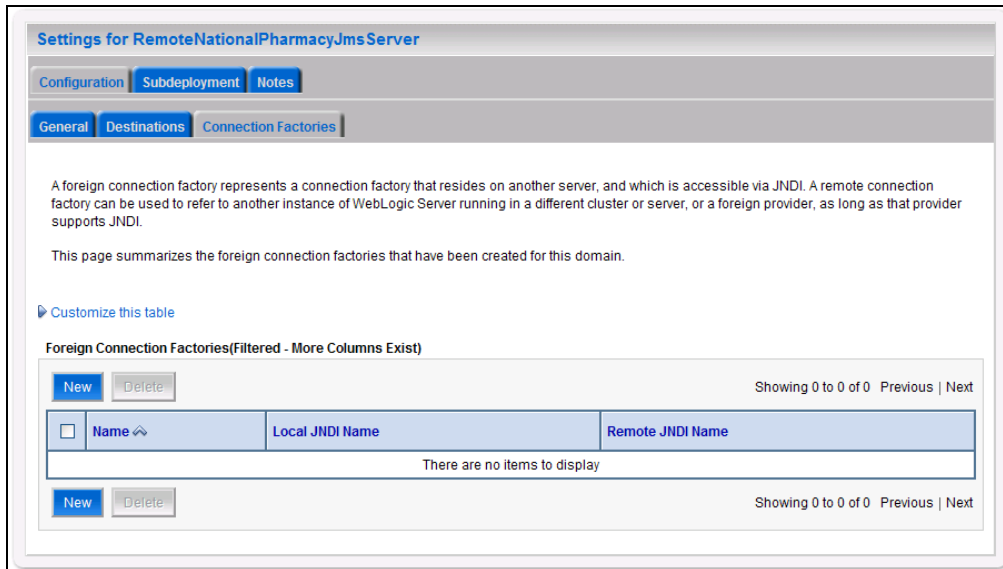 Settings for RemoteNationalPharmacyJmsServer
Configuration Subdeployment Notes
General Destinations Connection Factories
A foreign connection factory represents a connection factory that resides on another server, and which is accessible via JNDI. A remote connection
factory can be used to refer to another instance of WebLogic Server running in a different cluster or server, or a foreign provider, as long as that provider
supports JNDI.
This page summarizes the foreign connection factories that have been created for this domain.
Customize this table
Foreign Connection Factories(Filtered - More Columns Exist)
New Delete Showing 0 to 0 of 0 Previous | Next
Name Local JNDI Name Remote JNDI Name
There are no items to display
New Delete Showing 0 to 0 of 0 Previous | Next